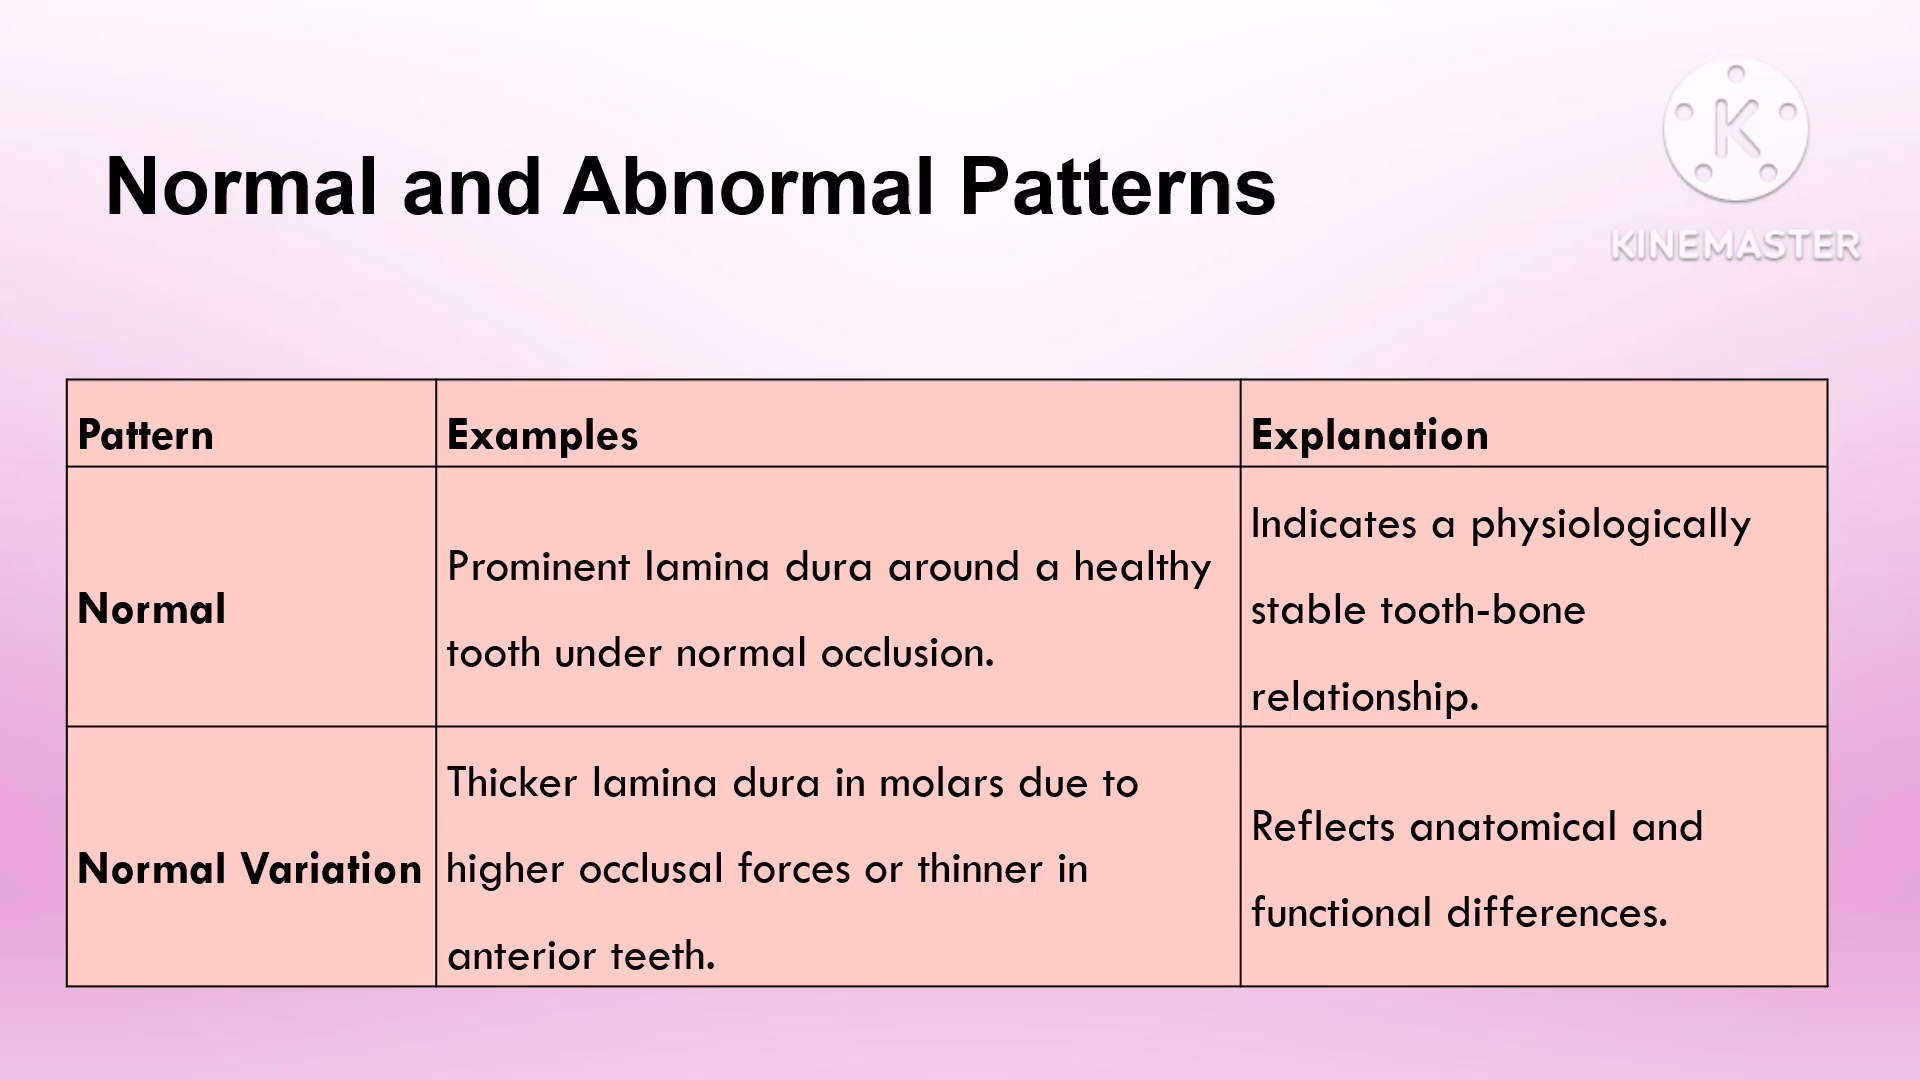 Normal and Abnormal Patterns
K
KINEMASTER
Pattern
Examples
Explanation
Normal
Prominent lamina dura around a healthy
tooth under normal occlusion.
Indicates a physiologically
stable tooth-bone
relationship.
Normal Variation
Thicker lamina dura in molars due to
higher occlusal forces or thinner in
anterior teeth.
Reflects anatomical and
functional differences.